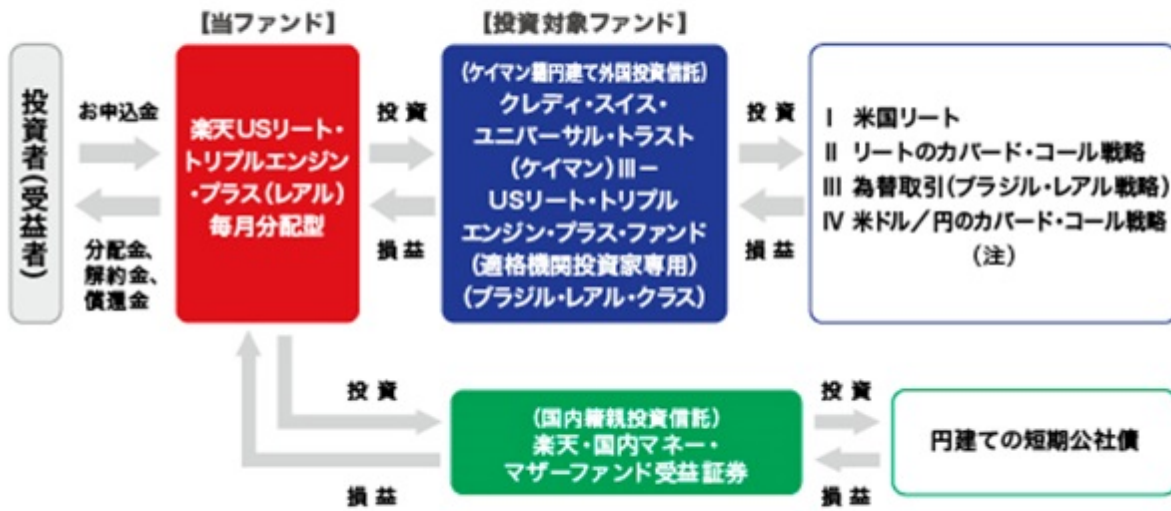 【当ファンド】
【投資対象ファンド】
投資者(受益者)
お申込金
分配金、
解約金、
償還金
楽天USリート・
トリプルエンジン
・プラス(レアル)
毎月分配型
投資
損益
(ケイマン籍円建て外国投資信託)
クレディ・スイス・
ユニバーサル・トラスト
(ケイマン)Ⅲ－
USリート・トリプル
エンジン・プラス・ファンド
(適格機関投資家専用)
(ブラジル・レアル・クラス)
投資
損益
Ⅰ 米国リート
Ⅱ リートのカバード・コール戦略
Ⅲ 為替取引(ブラジル・レアル戦略)
Ⅳ 米ドル／円のカバード・コール戦略
(注)
投資
損益
(国内籍親投資信託)
楽天・国内マネー・
マザーファンド受益証券
投資
損益
円建ての短期公社債